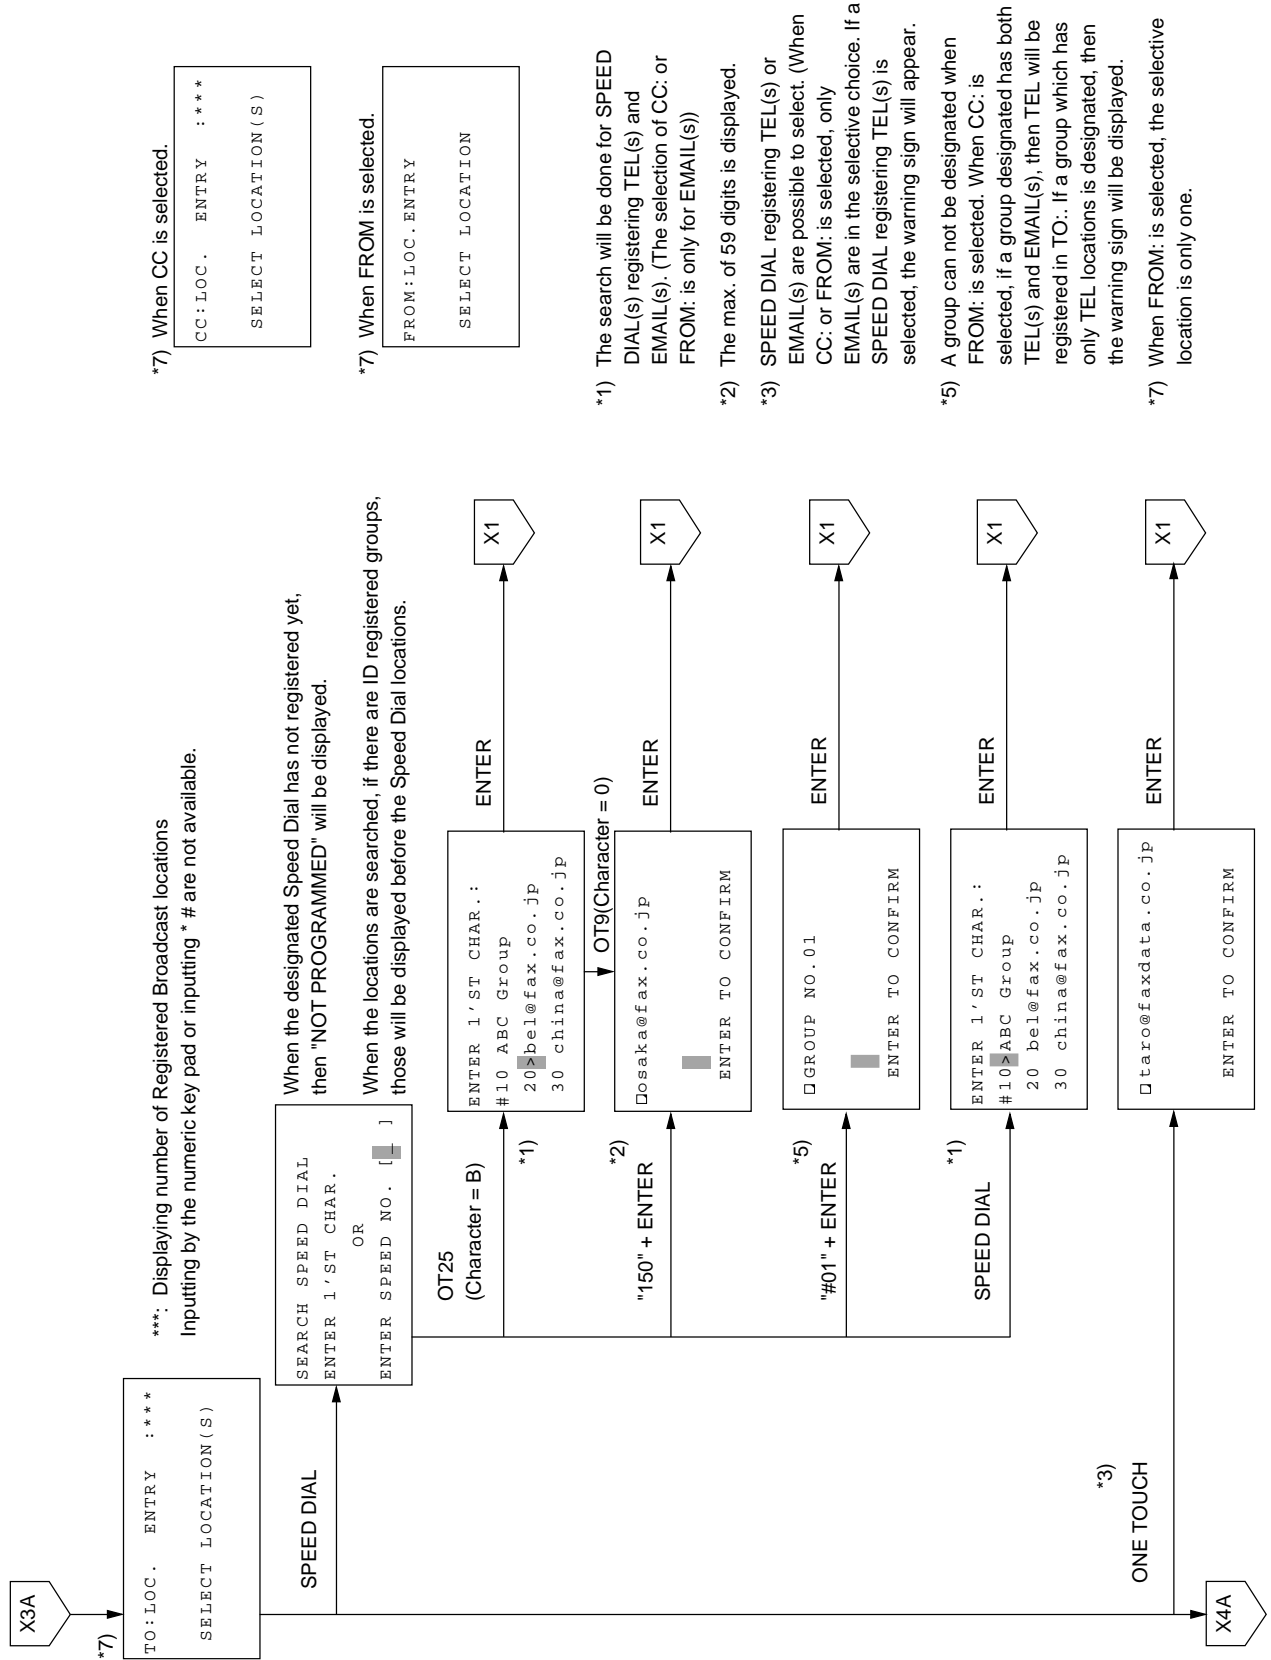 X3A
*7)
TO:LOC.   ENTRY   :***
SELECT LOCATION(S)
***:  Displaying number of Registered Broadcast locations
Inputting by the numeric key pad or inputting * # are not available.
SPEED DIAL
SEARCH SPEED DIAL
ENTER 1'ST CHAR.
OR
ENTER SPEED NO. [_ ]
When the designated Speed Dial has not registered yet,
then "NOT PROGRAMMED" will be displayed.
When the locations are searched, if there are ID registered groups,
those will be displayed before the Speed Dial locations.
OT25
(Character = B)
*1)
ENTER 1'ST CHAR.:
#10 ABC Group
20>bel@fax.co.jp
30 china@fax.co.jp
ENTER
X1
OT9(Character = 0)
"150" + ENTER
*2)
□osaka@fax.co.jp
ENTER TO CONFIRM
ENTER
X1
"#01" + ENTER
*5)
□GROUP NO.01
ENTER TO CONFIRM
ENTER
X1
SPEED DIAL
*1)
ENTER 1'ST CHAR.:
#10>ABC Group
20 bel@fax.co.jp
30 china@fax.co.jp
ENTER
X1
*3)
ONE TOUCH
□taro@faxdata.co.jp
ENTER TO CONFIRM
ENTER
X1
X4A
*7)  When CC is selected.
CC:LOC.   ENTRY   :***
SELECT LOCATION(S)
*7)  When FROM is selected.
FROM:LOC.ENTRY
SELECT LOCATION
*1)  The search will be done for SPEED
DIAL(s) registering TEL(s) and
EMAIL(s). (The selection of CC: or
FROM: is only for EMAIL(s))
*2)  The max. of 59 digits is displayed.
*3)  SPEED DIAL registering TEL(s) or
EMAIL(s) are possible to select. (When
CC: or FROM: is selected, only
EMAIL(s) are in the selective choice. If a
SPEED DIAL registering TEL(s) is
selected, the warning sign will appear.
*5)  A group can not be designated when
FROM: is selected. When CC: is
selected, if a group designated has both
TEL(s) and EMAIL(s), then TEL will be
registered in TO:. If a group which has
only TEL locations is designated, then
the warning sign will be displayed.
*7)  When FROM: is selected, the selective
location is only one.